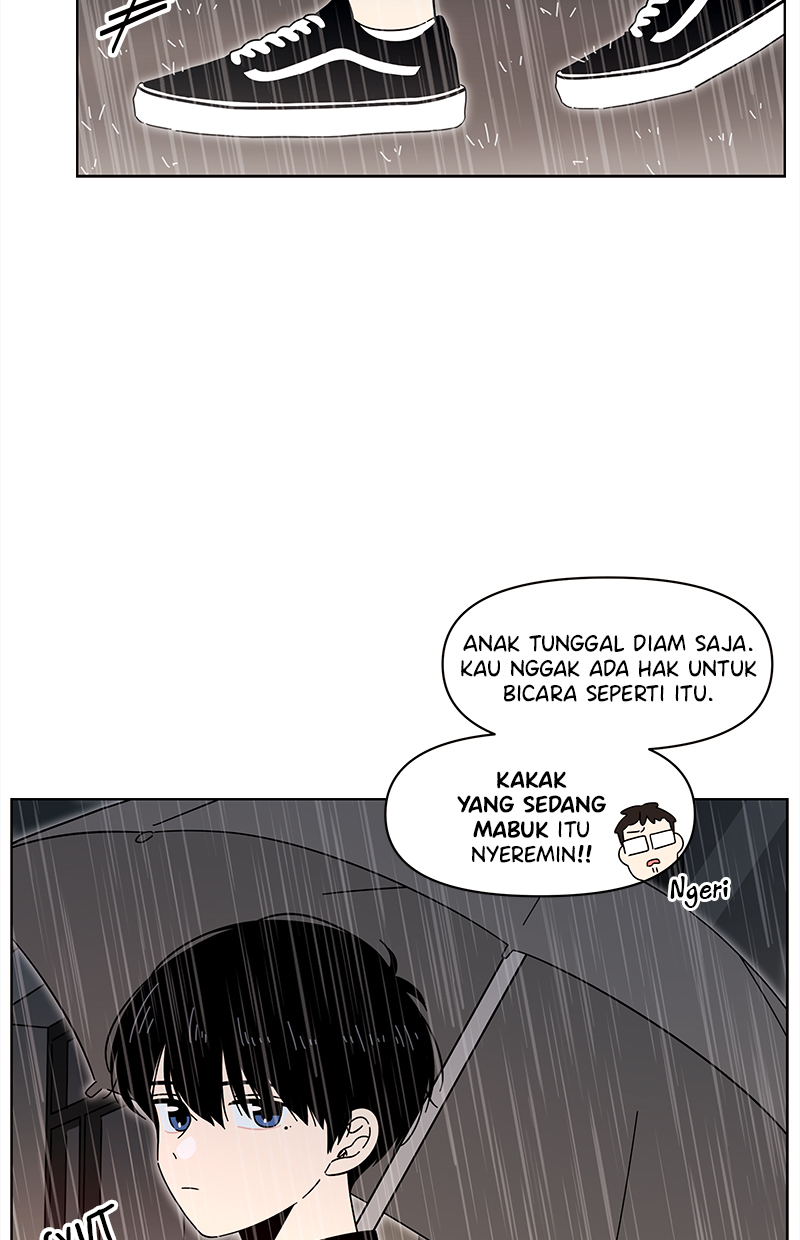 ANAK TUNGGAL DIAM SAJA.
KAU NGGAK ADA HAK UNTUK
BICARA SEPERTI ITU.
KAKAK
YANG SEDANG
MABUK ITU
NYEREMIN!!
Ngeri